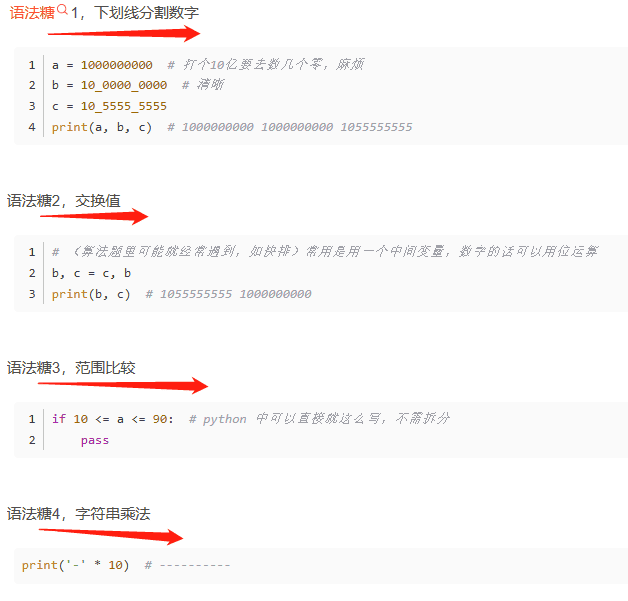 语法糖1，下划线分割数字
1 a = 1000000000  # 打个10亿要去数几个零，麻烦
2 b = 10_0000_0000  # 清晰
3 c = 10_5555_5555
4 print(a, b, c)  # 1000000000 1000000000 1055555555
语法糖2，交换值
1 # （算法题里可能就经常遇到，如快排）常用是用一个中间变量，数字的话可以用位运算
2 b, c = c, b
3 print(b, c)  # 1055555555 1000000000
语法糖3，范围比较
1 if 10 <= a <= 90:  # python 中可以直接就这么写，不需拆分
2     pass
语法糖4，字符串乘法
print('-' * 10)  # ----------